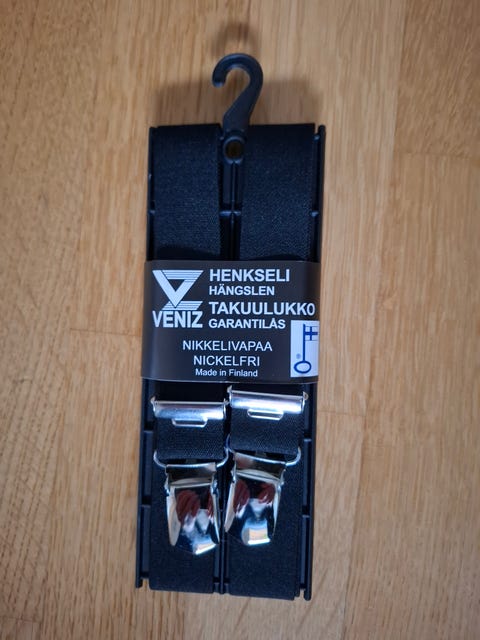 HENKSELI
HÄNGSLEN
TAKUULUKKO
GARANTILÅS
VENIZ
NIKKELIVAPAA
NICKELFRI
Made in Finland